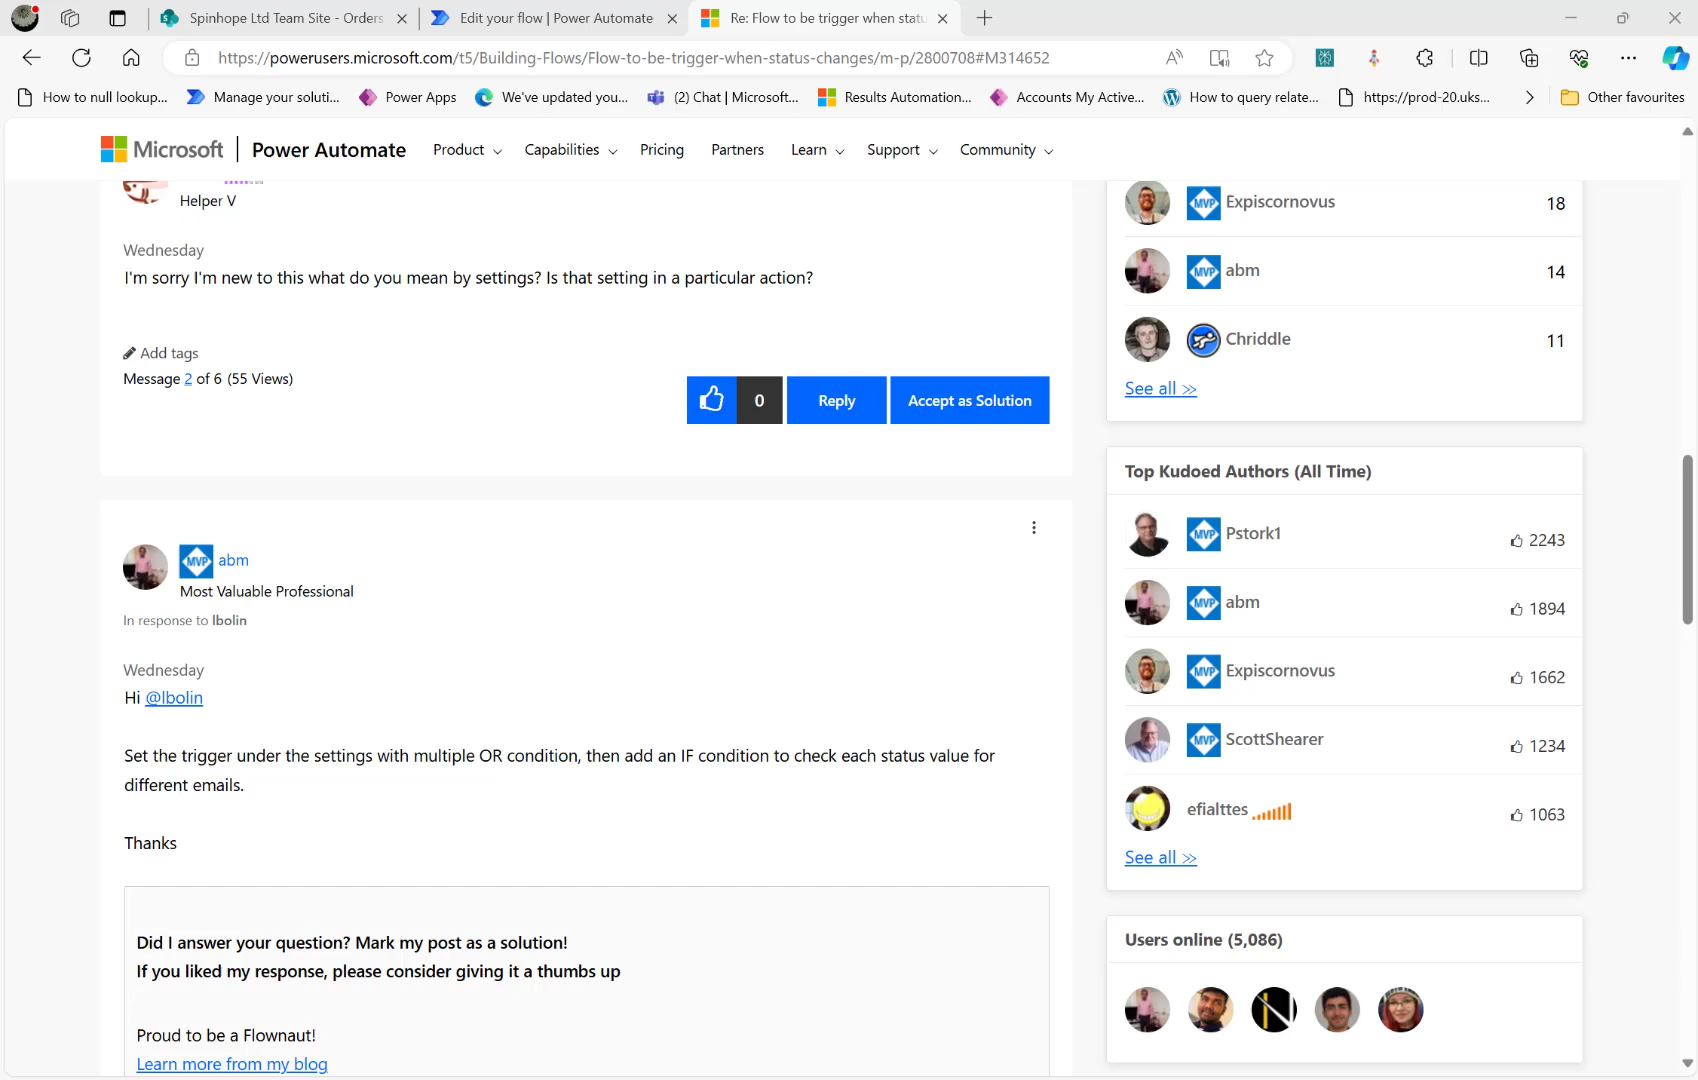 Spinhope Ltd Team Site - Orders
Edit your flow | Power Automate
Re: Flow to be trigger when statu
https://powerusers.microsoft.com/t5/Building-Flows/Flow-to-be-trigger-when-status-changes/m-p/2800708#M314652
How to null lookup...
Manage your soluti...
Power Apps
We've updated you...
(2) Chat | Microsoft...
Results Automation...
Accounts My Active...
How to query relate...
https://prod-20.uks...
Other favourites
Microsoft
Power Automate
Product
Capabilities
Pricing
Partners
Learn
Support
Community
Helper V
Wednesday
I'm sorry I'm new to this what do you mean by settings? Is that setting in a particular action?
Add tags
Message 2 of 6 (55 Views)
0
Reply
Accept as Solution
MVP abm
Most Valuable Professional
In response to lbolin
Wednesday
Hi @lbolin
Set the trigger under the settings with multiple OR condition, then add an IF condition to check each status value for
different emails.
Thanks
Did I answer your question? Mark my post as a solution!
If you liked my response, please consider giving it a thumbs up
Proud to be a Flownaut!
Learn more from my blog
MVP Expiscornovus 18
MVP abm 14
Chriddle 11
See all >>
Top Kudoed Authors (All Time)
MVP Pstork1 2243
MVP abm 1894
MVP Expiscornovus 1662
MVP ScottShearer 1234
efialttes 1063
See all >>
Users online (5,086)